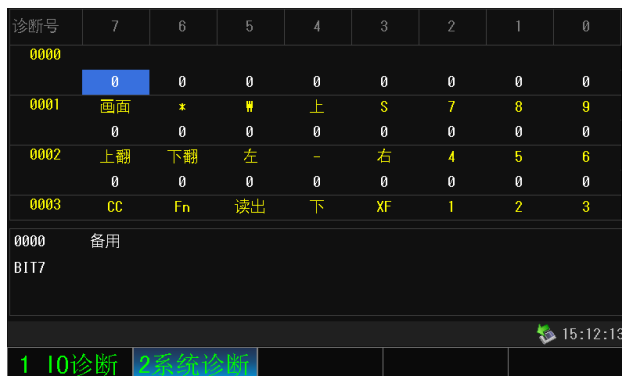 诊断号 7 6 5 4 3 2 1 0
0000
0 0 0 0 0 0 0 0
0001 画面 * W 上 S 7 8 9
0 0 0 0 0 0 0 0
0002 上翻 下翻 左 - 右 4 5 6
0 0 0 0 0 0 0 0
0003 CC Fn 读出 下 XF 1 2 3
0000 备用
BIT7
15:12:13
1 IO诊断 2系统诊断